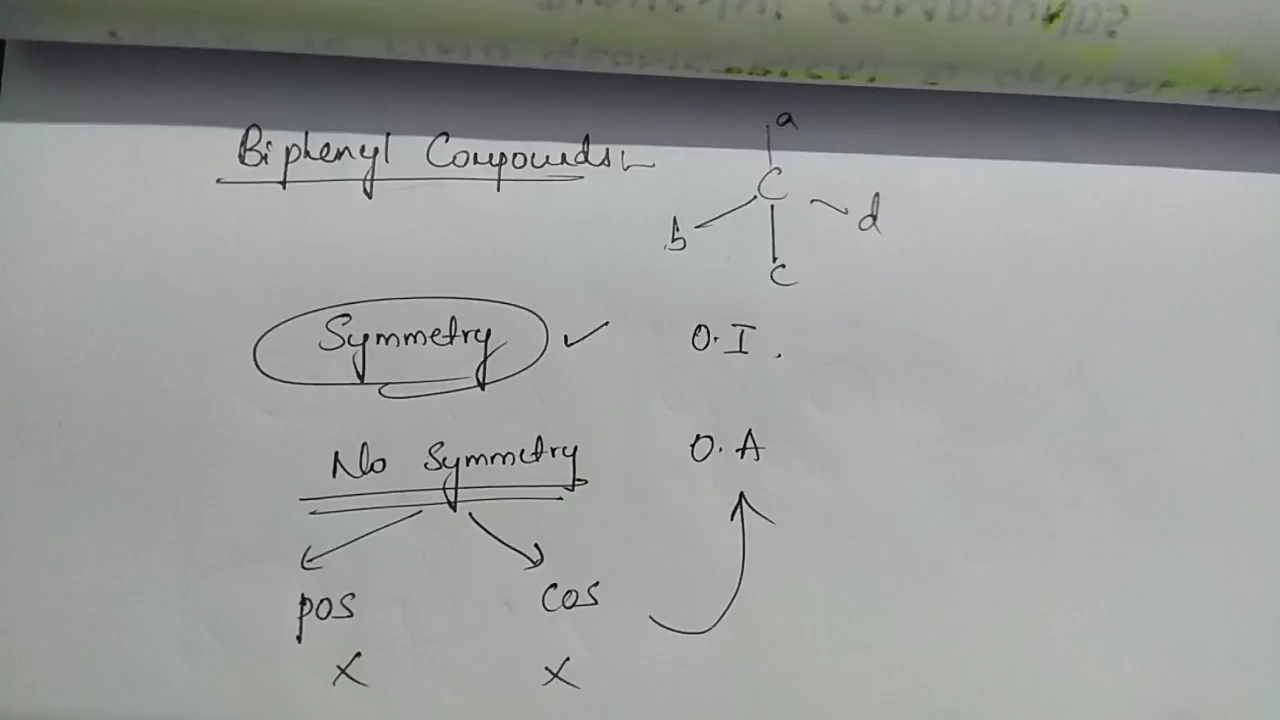 Biphenyl Compounds
a
C
b d
C
Symmetry O.I.
No Symmetry O.A
pos cos
X X